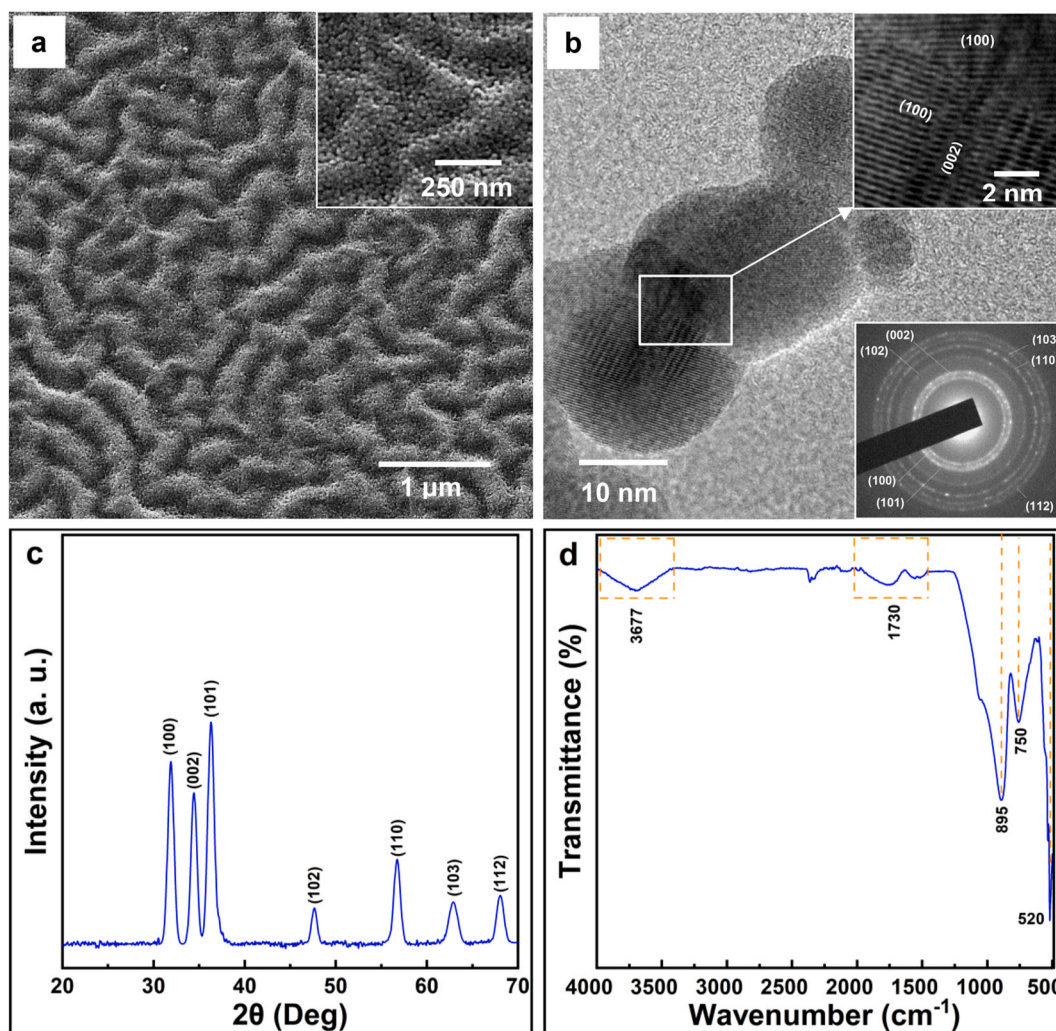 a
250 nm
1 µm
b
(100)
(100)
(002)
2 nm
10 nm
(002)
(102)
(103
(110
(100)
(101)
(112)
c
Intensity (a. u.)
(100)
(002)
(101)
(102)
(110)
(103)
(112)
20 30 40 50 60 70
2θ (Deg)
d
Transmittance (%)
3677
1730
895
750
520
4000 3500 3000 2500 2000 1500 1000 500
Wavenumber (cm⁻¹)